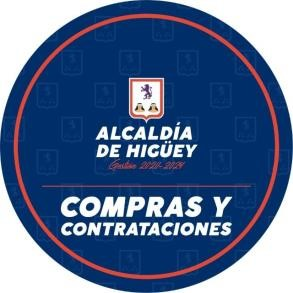 ALCALDÍA
DE HIGÜEY
Gestión 2020-2024
COMPRAS Y
CONTRATACIONES